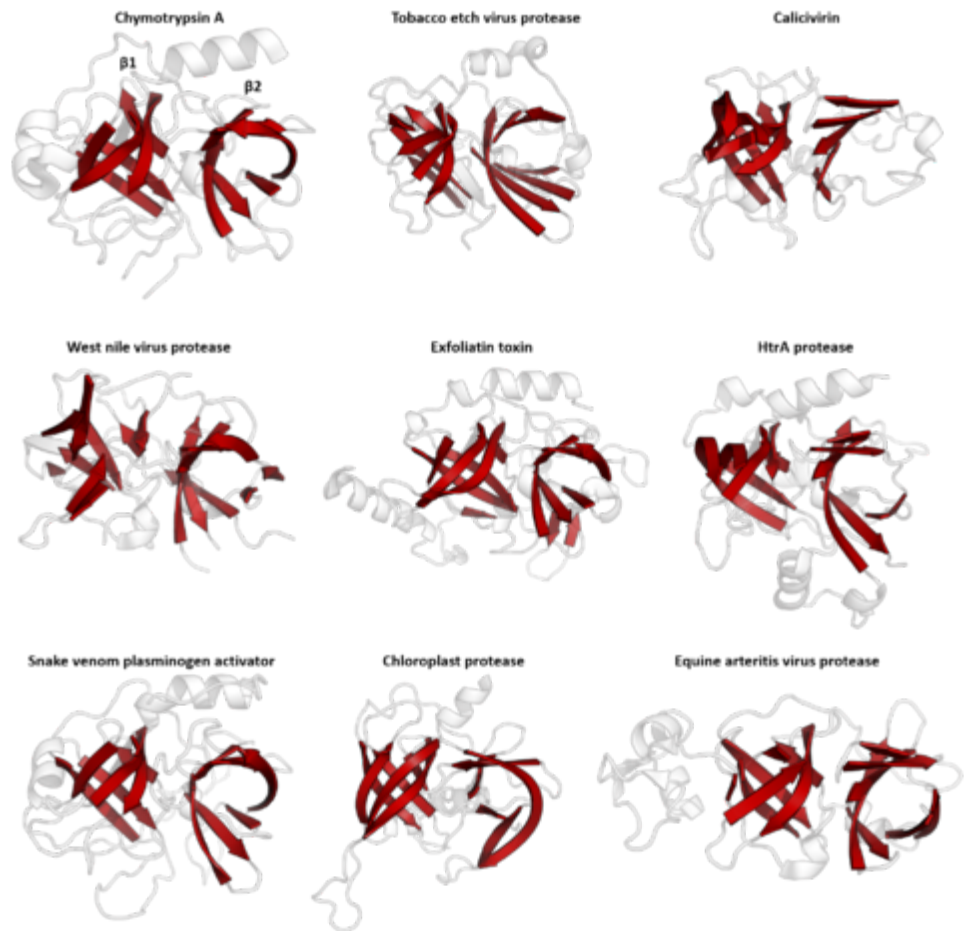 Chymotrypsin A
Tobacco etch virus protease
Calicivirin
β1
β2
West nile virus protease
Exfoliatin toxin
HtrA protease
Snake venom plasminogen activator
Chloroplast protease
Equine arteritis virus protease